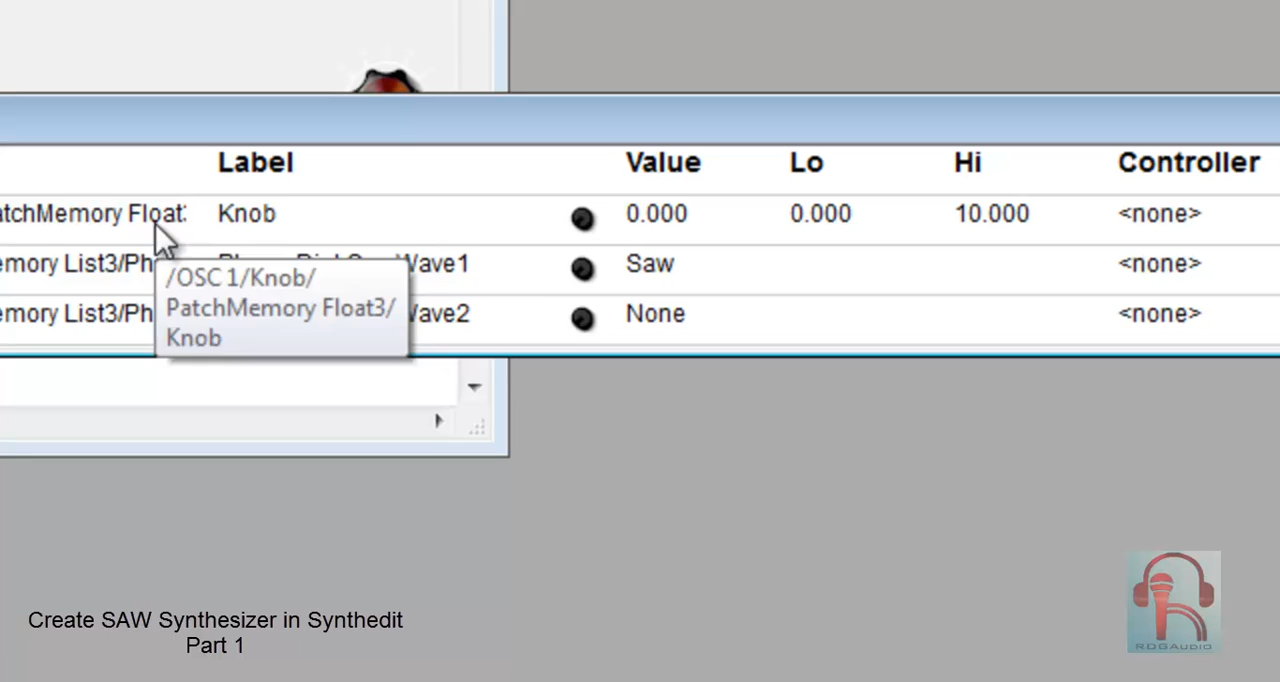 Label Value Lo Hi Controller
atchMemory Float Knob 0.000 0.000 10.000 <none>
emory List3/Ph Wave1 Saw <none>
emory List3/Ph Wave2 None <none>
/OSC 1/Knob/
PatchMemory Float3/
Knob
Create SAW Synthesizer in Synthedit
Part 1
RDGAUDIO